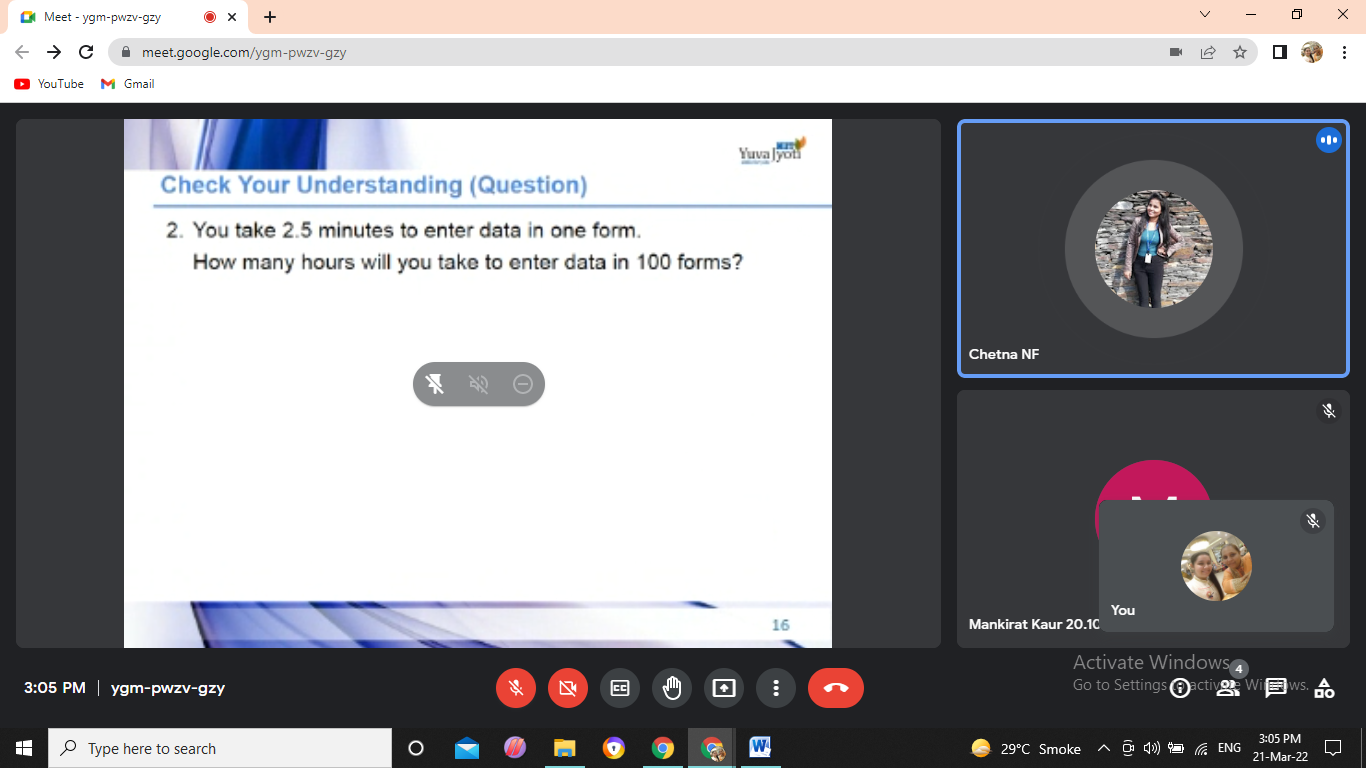 Meet - ygm-pwzv-gzy
meet.google.com/ygm-pwzv-gzy
YouTube Gmail
Yuva Jyoti
Check Your Understanding (Question)
2. You take 2.5 minutes to enter data in one form.
How many hours will you take to enter data in 100 forms?
16
Chetna NF
Mankirat Kaur 20.10
You
3:05 PM | ygm-pwzv-gzy
CC
4
Activate Windows
Go to Settings to activate Windows.
Type here to search
W
29°C Smoke
ENG
3:05 PM
21-Mar-22